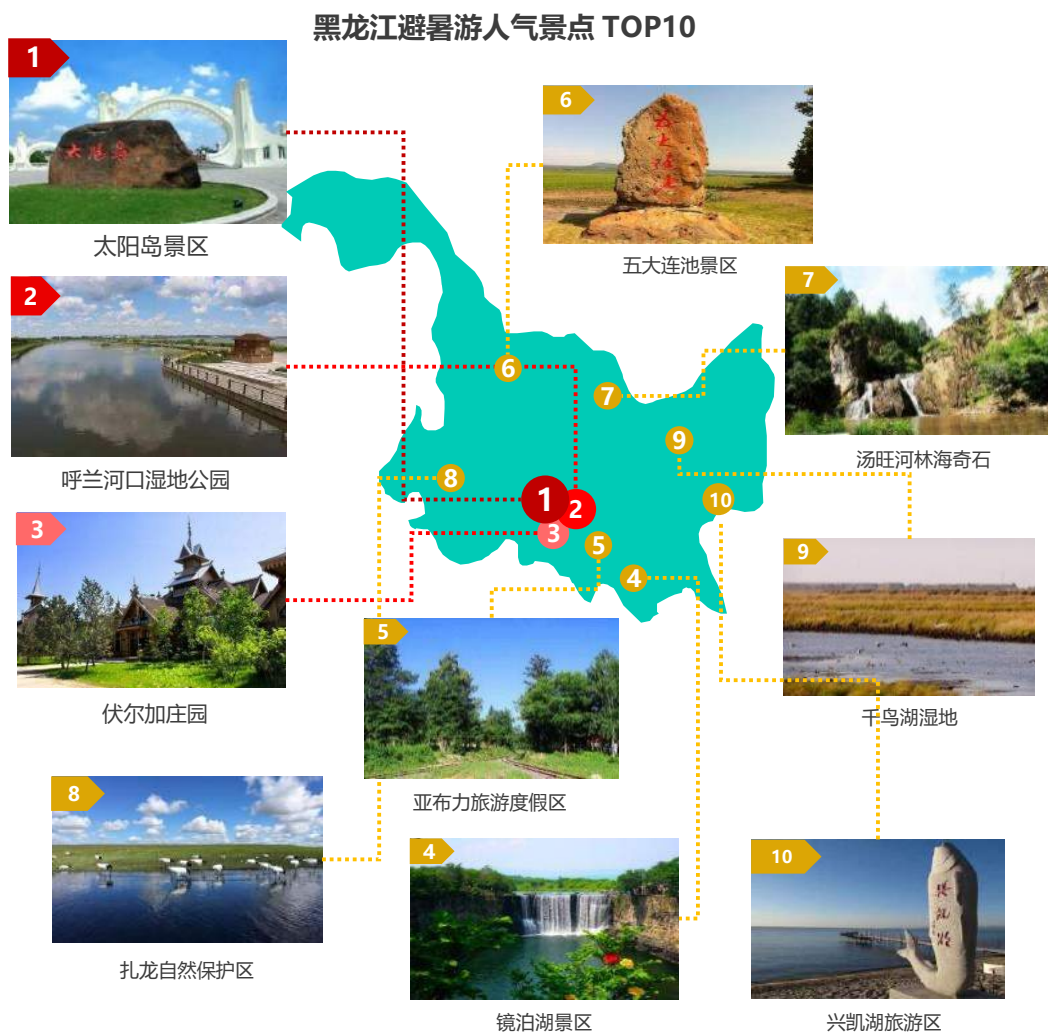 黑龙江避暑游人气景点 TOP10
1
太阳岛
太阳岛景区
2
呼兰河口湿地公园
3
伏尔加庄园
6
五大连池
五大连池景区
7
汤旺河林海奇石
6
7
9
8
10
1
2
3
5
4
9
千鸟湿地
5
亚布力旅游度假区
8
扎龙自然保护区
4
镜泊湖景区
10
兴凯湖
兴凯湖旅游区